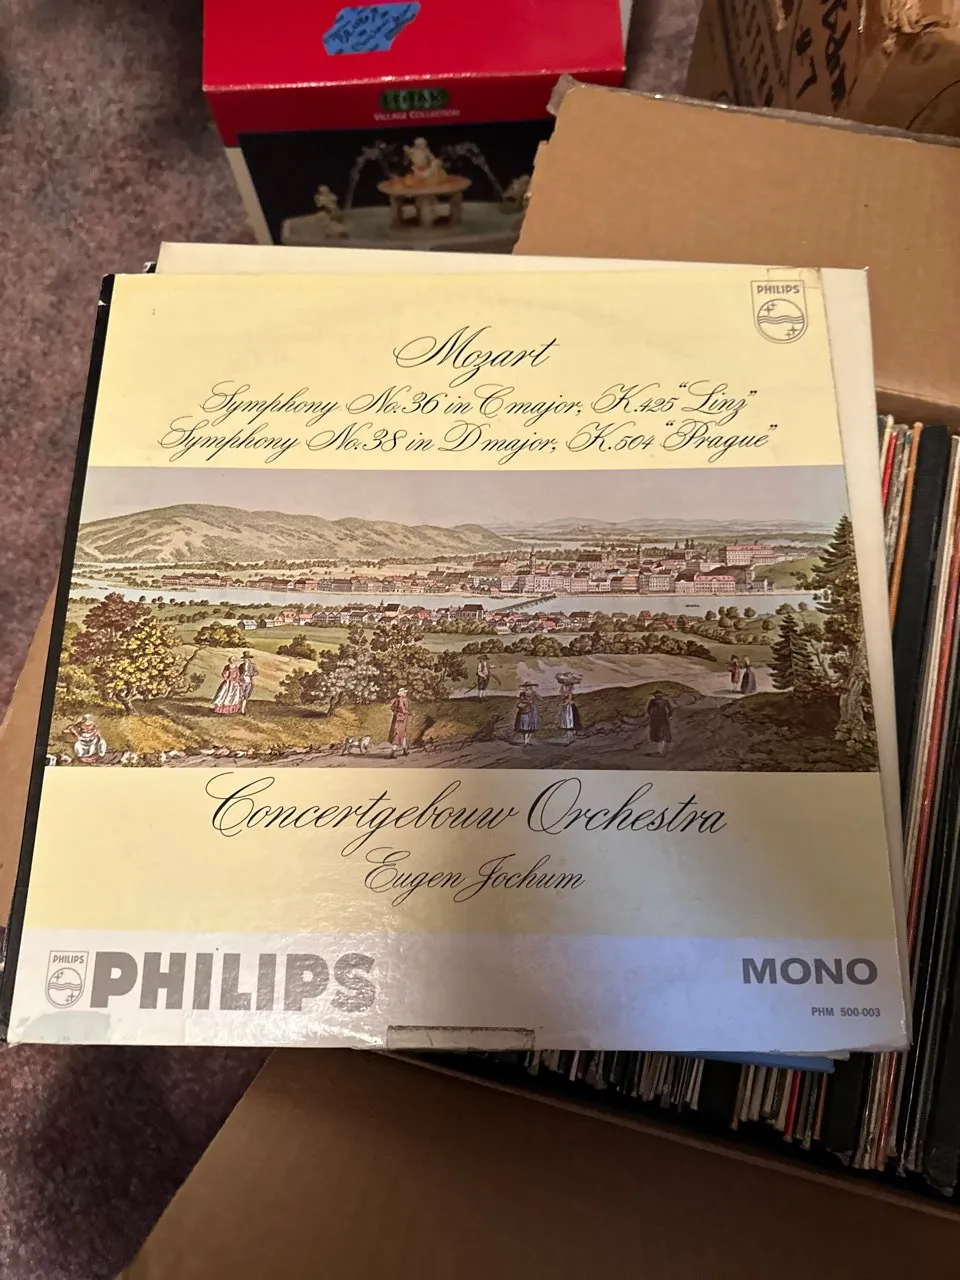 VILLAGE COLLECTION
PHILIPS
Mozart
Symphony No. 36 in C major, K. 425 "Linz"
Symphony No. 38 in D major, K. 504 "Prague"
Concertgebouw Orchestra
Eugen Jochum
PHILIPS
PHILIPS
MONO
PHM 500-003